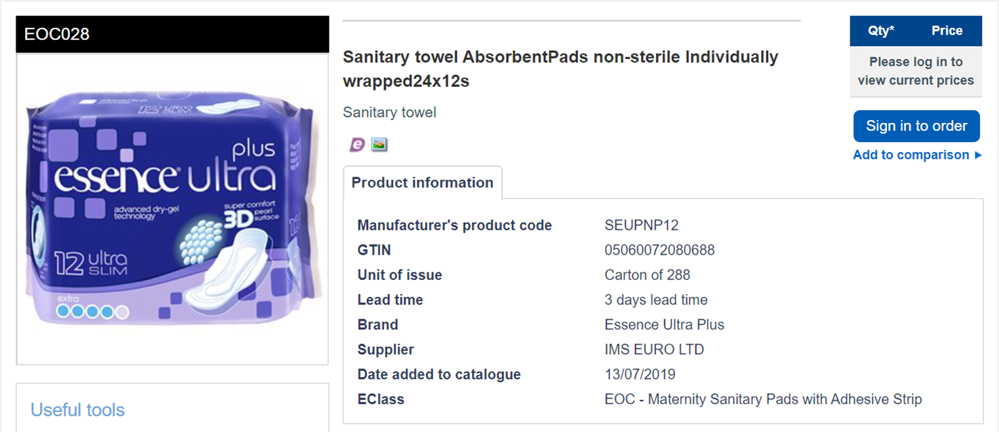 EOC028
plus
essence® ultra
advanced dry-gel
technology
super comfort
3D pearl
surface
12 ultra
SLIM
extra
Useful tools
Sanitary towel AbsorbentPads non-sterile Individually
wrapped24x12s
Sanitary towel
Product information
Manufacturer's product code SEUPNP12
GTIN 05060072080688
Unit of issue Carton of 288
Lead time 3 days lead time
Brand Essence Ultra Plus
Supplier IMS EURO LTD
Date added to catalogue 13/07/2019
EClass EOC - Maternity Sanitary Pads with Adhesive Strip
Qty* Price
Please log in to
view current prices
Sign in to order
Add to comparison